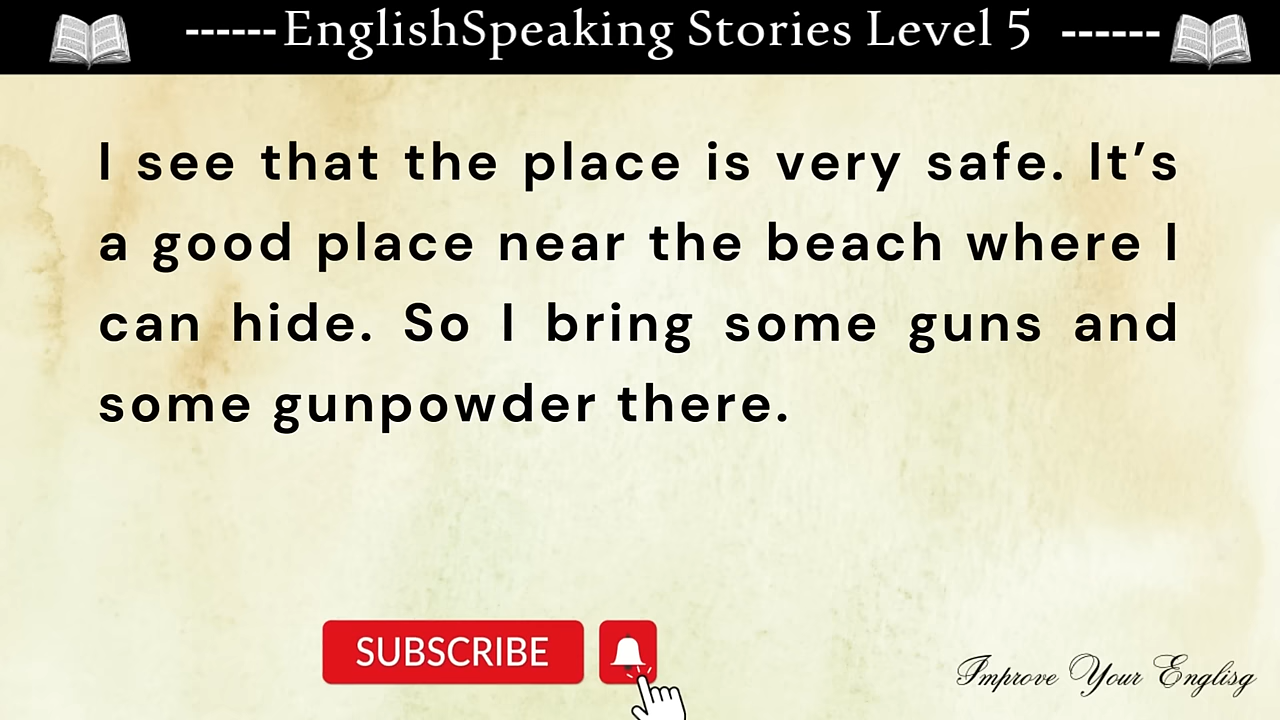 ------EnglishSpeaking Stories Level 5 ------
I see that the place is very safe. It’s
a good place near the beach where I
can hide. So I bring some guns and
some gunpowder there.
SUBSCRIBE
Improve Your Englisg